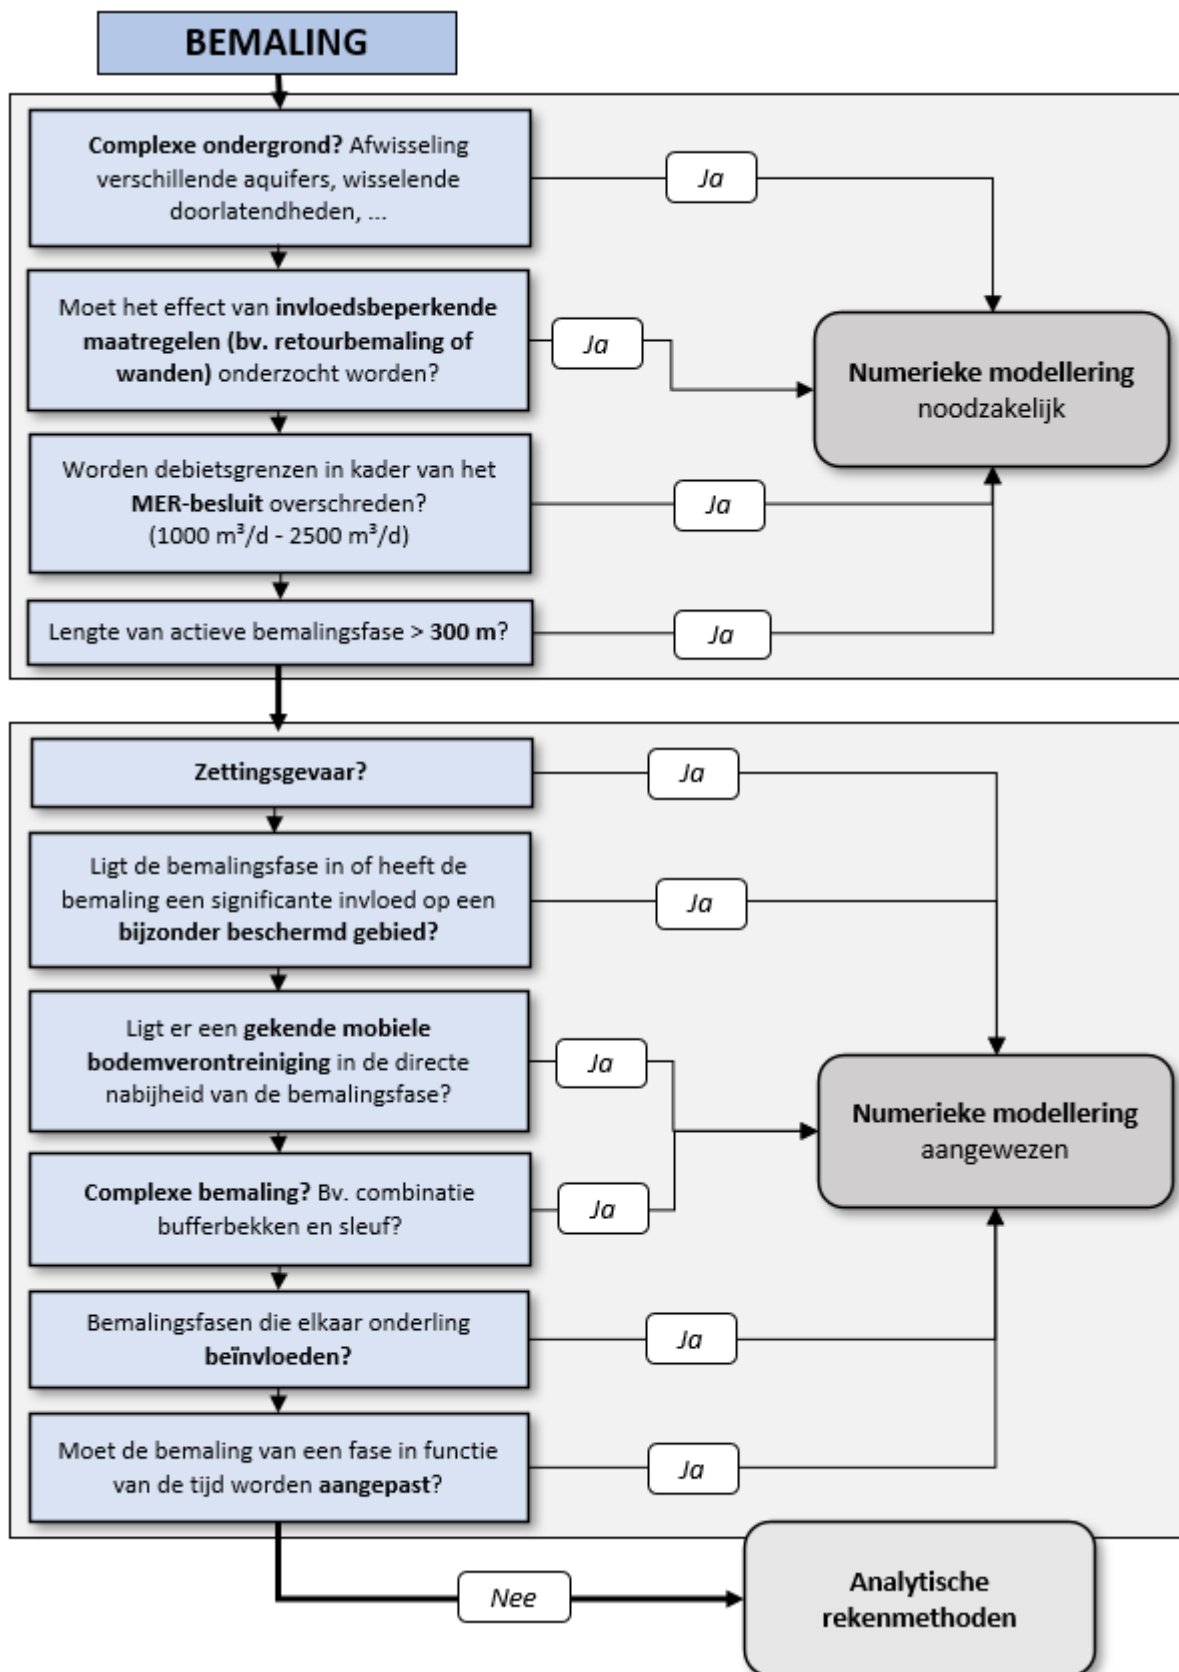 BEMALING
Complexe ondergrond? Afwisseling
verschillende aquifers, wisselende
doorlatendheden, ...
Ja
Moet het effect van invloedsbeperkende
maatregelen (bv. retourbemaling of
wanden) onderzocht worden?
Ja
Numerieke modellering
noodzakelijk
Worden debietsgrenzen in kader van het
MER-besluit overschreden?
(1000 m³/d - 2500 m³/d)
Ja
Lengte van actieve bemalingsfase > 300 m?
Ja
Zettingsgevaar?
Ja
Ligt de bemalingsfase in of heeft de
bemaling een significante invloed op een
bijzonder beschermd gebied?
Ja
Ligt er een gekende mobiele
bodemverontreiniging in de directe
nabijheid van de bemalingsfase?
Ja
Numerieke modellering
aangewezen
Complexe bemaling? Bv. combinatie
bufferbekken en sleuf?
Ja
Bemalingsfasen die elkaar onderling
beïnvloeden?
Ja
Moet de bemaling van een fase in functie
van de tijd worden aangepast?
Ja
Nee
Analytische
rekenmethoden